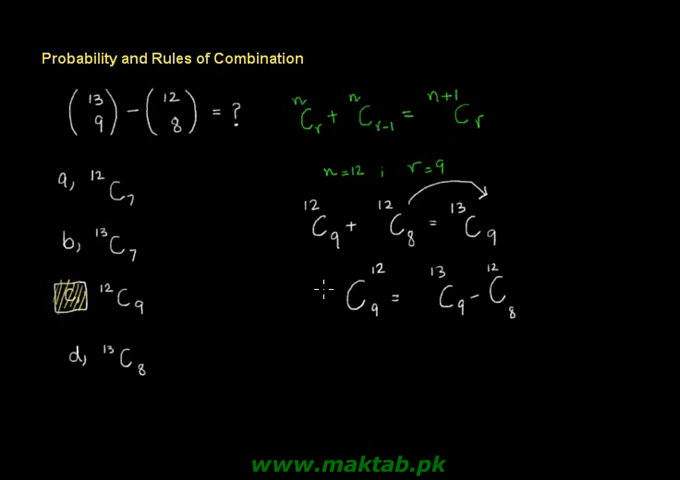 Probability and Rules of Combination
(13 9) − (12 8) = ?
ⁿCᵣ + ⁿCᵣ₋₁ = ⁿ⁺¹Cᵣ
a, ¹²C₇
n=12 ; r=9
¹²C₉ + ¹²C₈ = ¹³C₉
b, ¹³C₇
c, ¹²C₉
C₉¹² = ¹³C₉ − ¹²C₈
d, ¹³C₈
www.maktab.pk